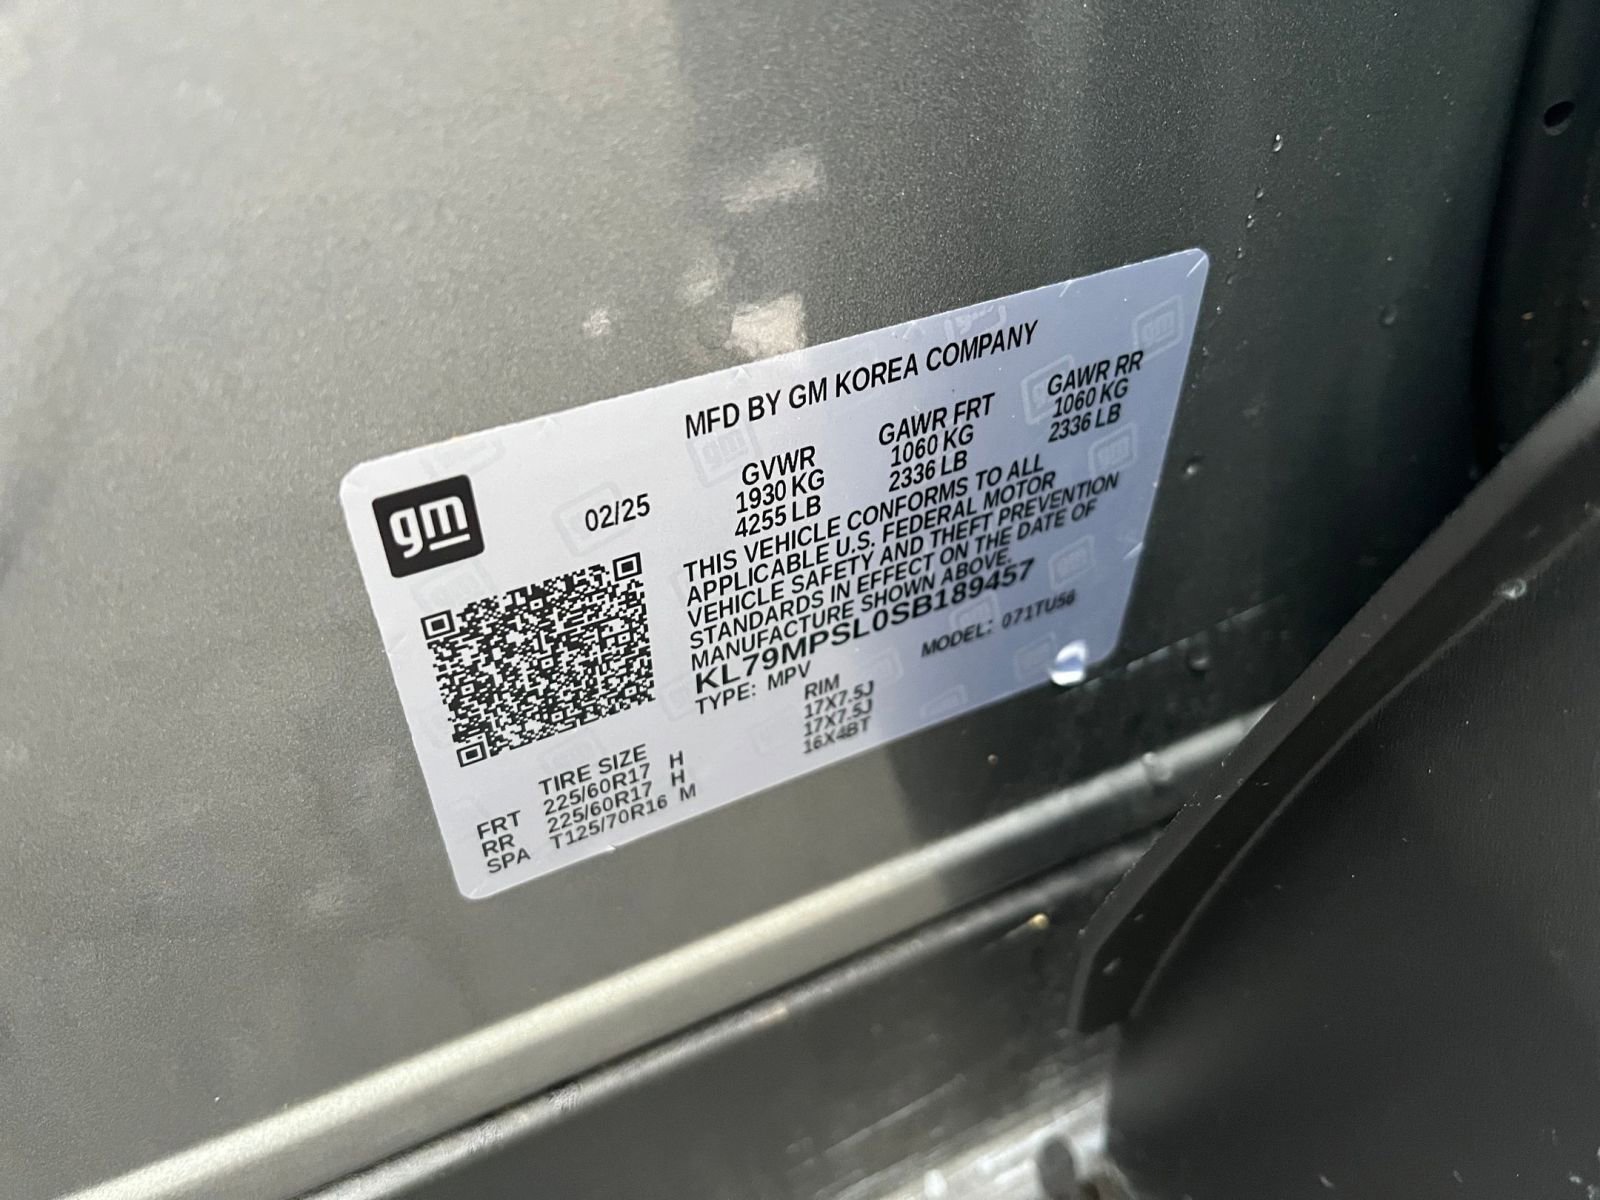 gm
MFD BY GM KOREA COMPANY
02/25
GVWR GAWR FRT GAWR RR
1930 KG 1060 KG 1060 KG
4255 LB 2336 LB 2336 LB
THIS VEHICLE CONFORMS TO ALL
APPLICABLE U.S. FEDERAL MOTOR
VEHICLE SAFETY AND THEFT PREVENTION
STANDARDS IN EFFECT ON THE DATE OF
MANUFACTURE SHOWN ABOVE.
KL79MPSL0SB189457
TYPE: MPV MODEL: 071TU56
TIRE SIZE RIM
FRT 225/60R17 H 17X7.5J
RR 225/60R17 H 17X7.5J
SPA T125/70R16 M 16X4BT